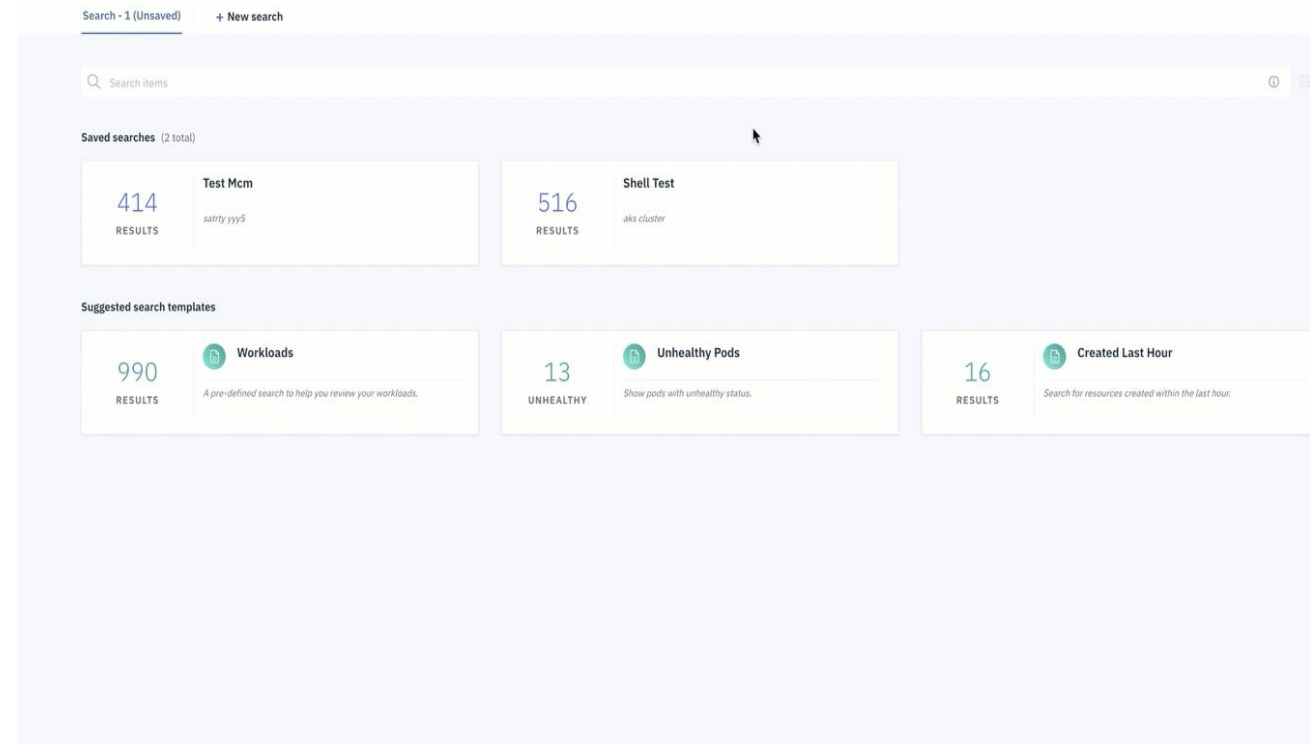 Search - 1 (Unsaved)
+ New search
Search items
Saved searches (2 total)
414
RESULTS
Test Mcm
satrty yyy5
516
RESULTS
Shell Test
aks cluster
Suggested search templates
990
RESULTS
Workloads
A pre-defined search to help you review your workloads.
13
UNHEALTHY
Unhealthy Pods
Show pods with unhealthy status.
16
RESULTS
Created Last Hour
Search for resources created within the last hour.